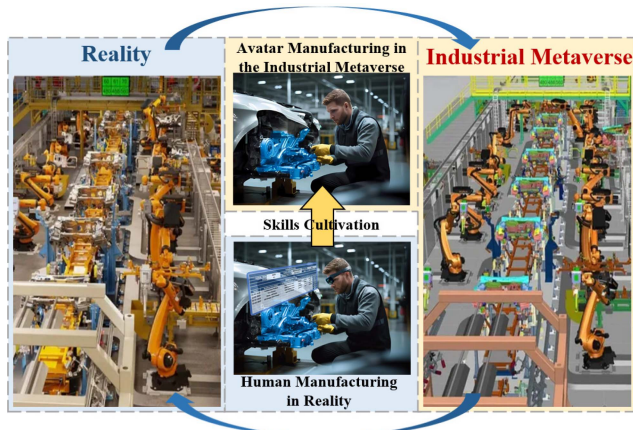 Reality
Avatar Manufacturing in
the Industrial Metaverse
Industrial Metaverse
Skills Cultivation
Human Manufacturing
in Reality